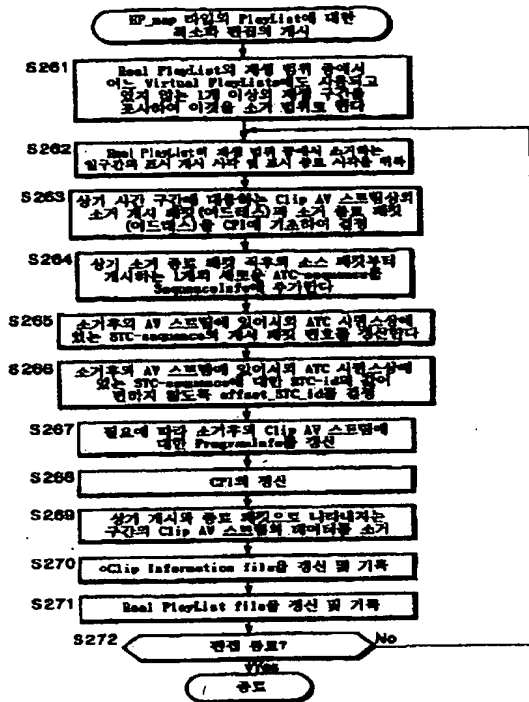 EP_map 타입의 PlayList에 대한
최소화 편집의 개시
S261
Real PlayList의 재생 범위 중에서
어느 Virtual PlayList에도 사용되고
있지 않는 1개 이상의 재생 구간을
조사하여 이것을 소거 범위로 한다
S262
Real PlayList의 재생 범위 중에서 소거하는
일구간의 표시 개시 시각 및 표시 종료 시각을
S263
상기 시간 구간에 대응하는 Clip AV 스트림상의
소거 개시 패킷(어드레스)과 소거 종료 패킷
(어드레스)를 CPI에 기초하여 결정
S264
상기 소거 종료 패킷 직후의 소스 패킷부터
개시하는 1개의 새로운 ATC-sequence를
SequenceInfo에 추가한다
S265
소거후의 AV 스트림에 있어서의 ATC 시퀀스상에
있는 STC-sequence의 개시 패킷 번호를 갱신한다
S266
소거후의 AV 스트림에 있어서의 ATC 시퀀스상에
있는 STC-sequence에 대한 STC-id의 값이
변하지 않도록 offset_STC_id를 결정
S267
필요에 따라 소거후의 Clip AV 스트림에
대한 ProgramInfo를 갱신
S268
CPI의 갱신
S269
상기 개시와 종료 패킷으로 나타내지는
구간의 Clip AV 스트림의 데이터를 소거
S270
Clip Information file을 갱신 및 기록
S271
Real PlayList file을 갱신 및 기록
S272
편집 종료?
No
Yes
종료